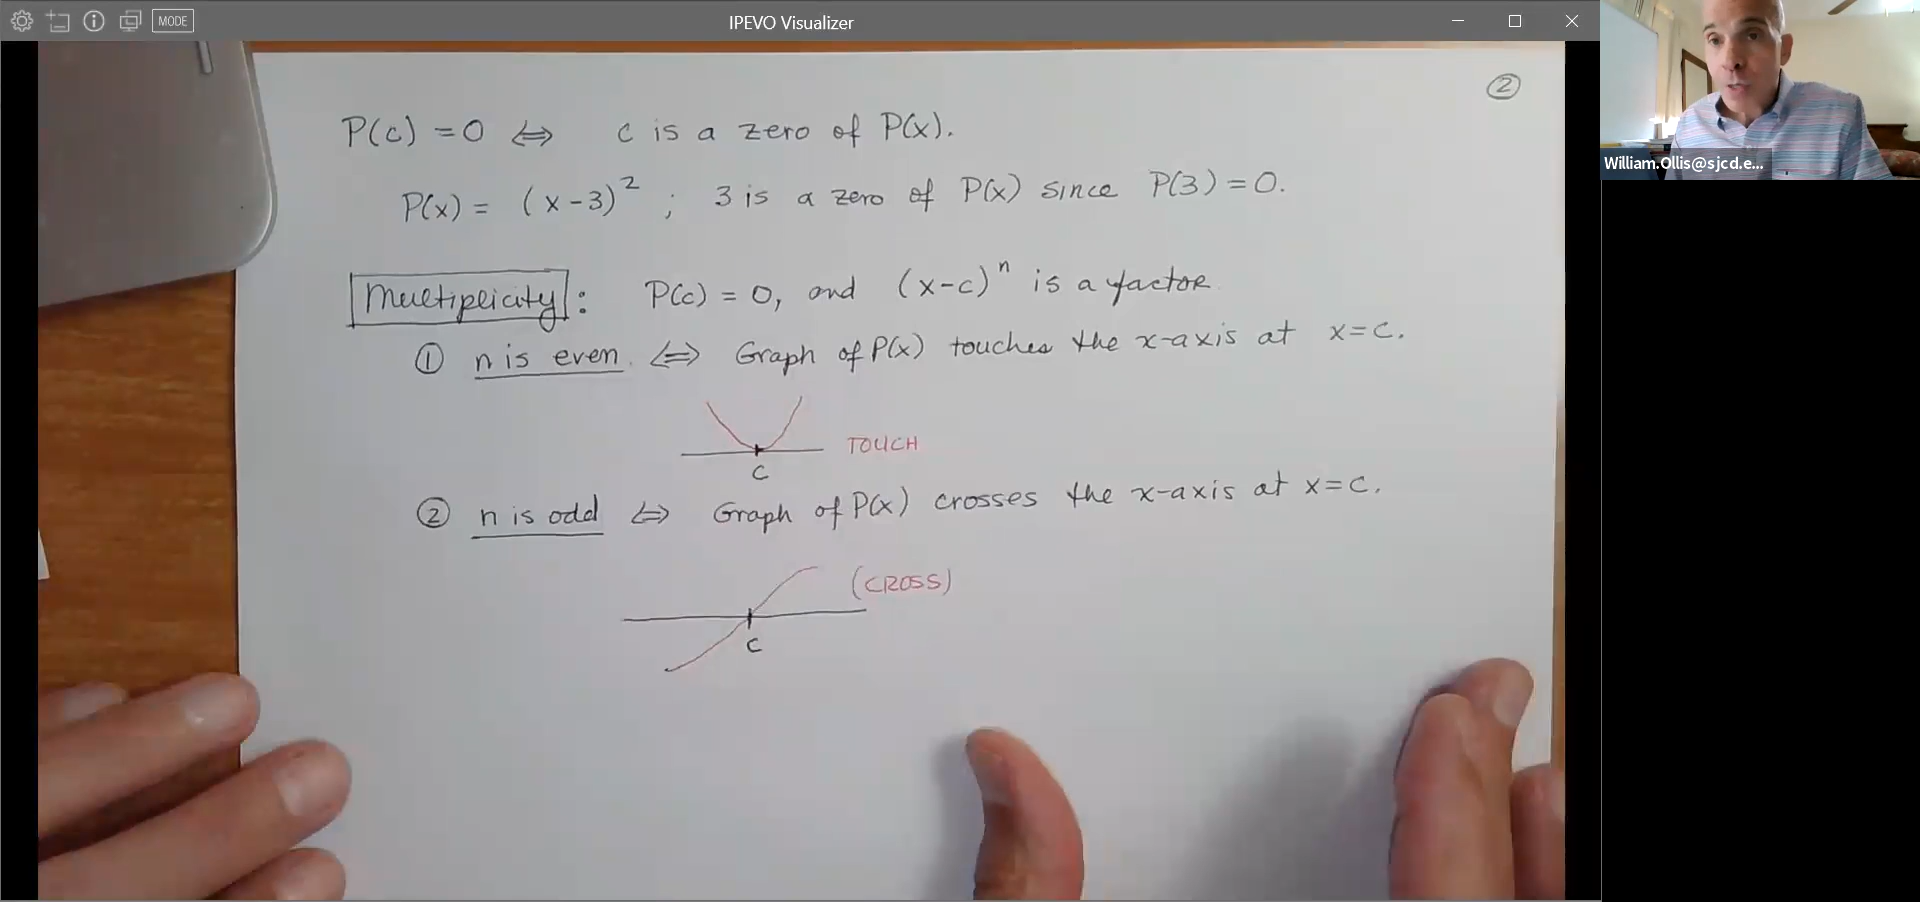 MODE
IPEVO Visualizer
William.Ollis@sjcd.e...
②
P(c) = 0 ⇔ c is a zero of P(x).
P(x) = (x-3)² ; 3 is a zero of P(x) since P(3) = 0.
Multiplicity: P(c) = 0, and (x-c)ⁿ is a factor.
① n is even. ⇔ Graph of P(x) touches the x-axis at x=c.
TOUCH
C
② n is odd ⇔ Graph of P(x) crosses the x-axis at x=c.
(CROSS)
C